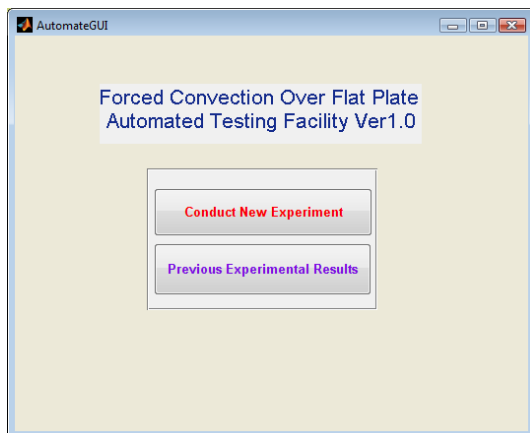 AutomateGUI
Forced Convection Over Flat Plate
Automated Testing Facility Ver1.0
Conduct New Experiment
Previous Experimental Results